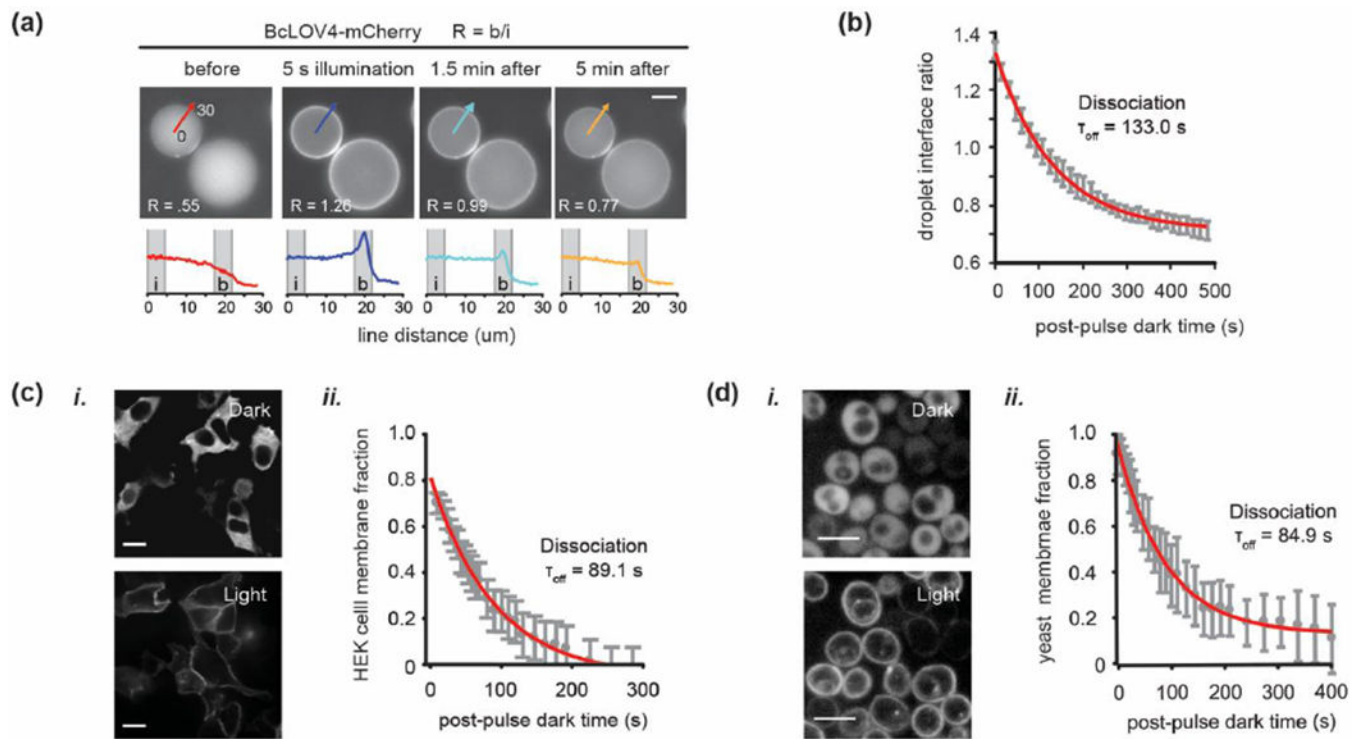 (a)
BcLOV4-mCherry R = b/i
before 5 s illumination 1.5 min after 5 min after
30
0
R = .55 R = 1.26 R = 0.99 R = 0.77
i b i b i b i b
0 10 20 30 0 10 20 30 0 10 20 30 0 10 20 30
line distance (um)
(b)
droplet interface ratio
1.4
1.2
1.0
0.8
0.6
Dissociation
τoff = 133.0 s
0 100 200 300 400 500
post-pulse dark time (s)
(c)
i.
Dark
Light
ii.
HEK celll membrane fraction
1.0
0.8
0.6
0.4
0.2
0
Dissociation
τoff = 89.1 s
0 100 200 300
post-pulse dark time (s)
(d)
i.
Dark
Light
ii.
yeast membrnae fraction
1.0
0.8
0.6
0.4
0.2
0
Dissociation
τoff = 84.9 s
0 100 200 300 400
post-pulse dark time (s)